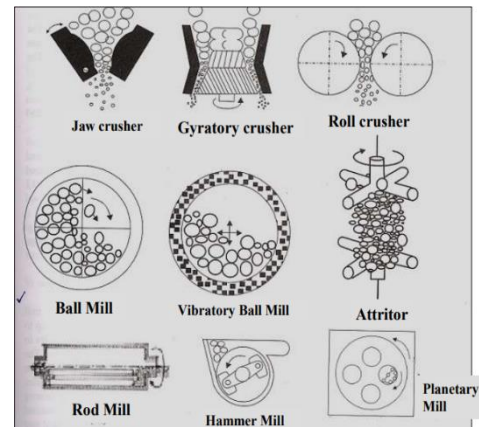 Jaw crusher
Gyratory crusher
Roll crusher
Ball Mill
Vibratory Ball Mill
Attritor
Rod Mill
Hammer Mill
Planetary
Mill